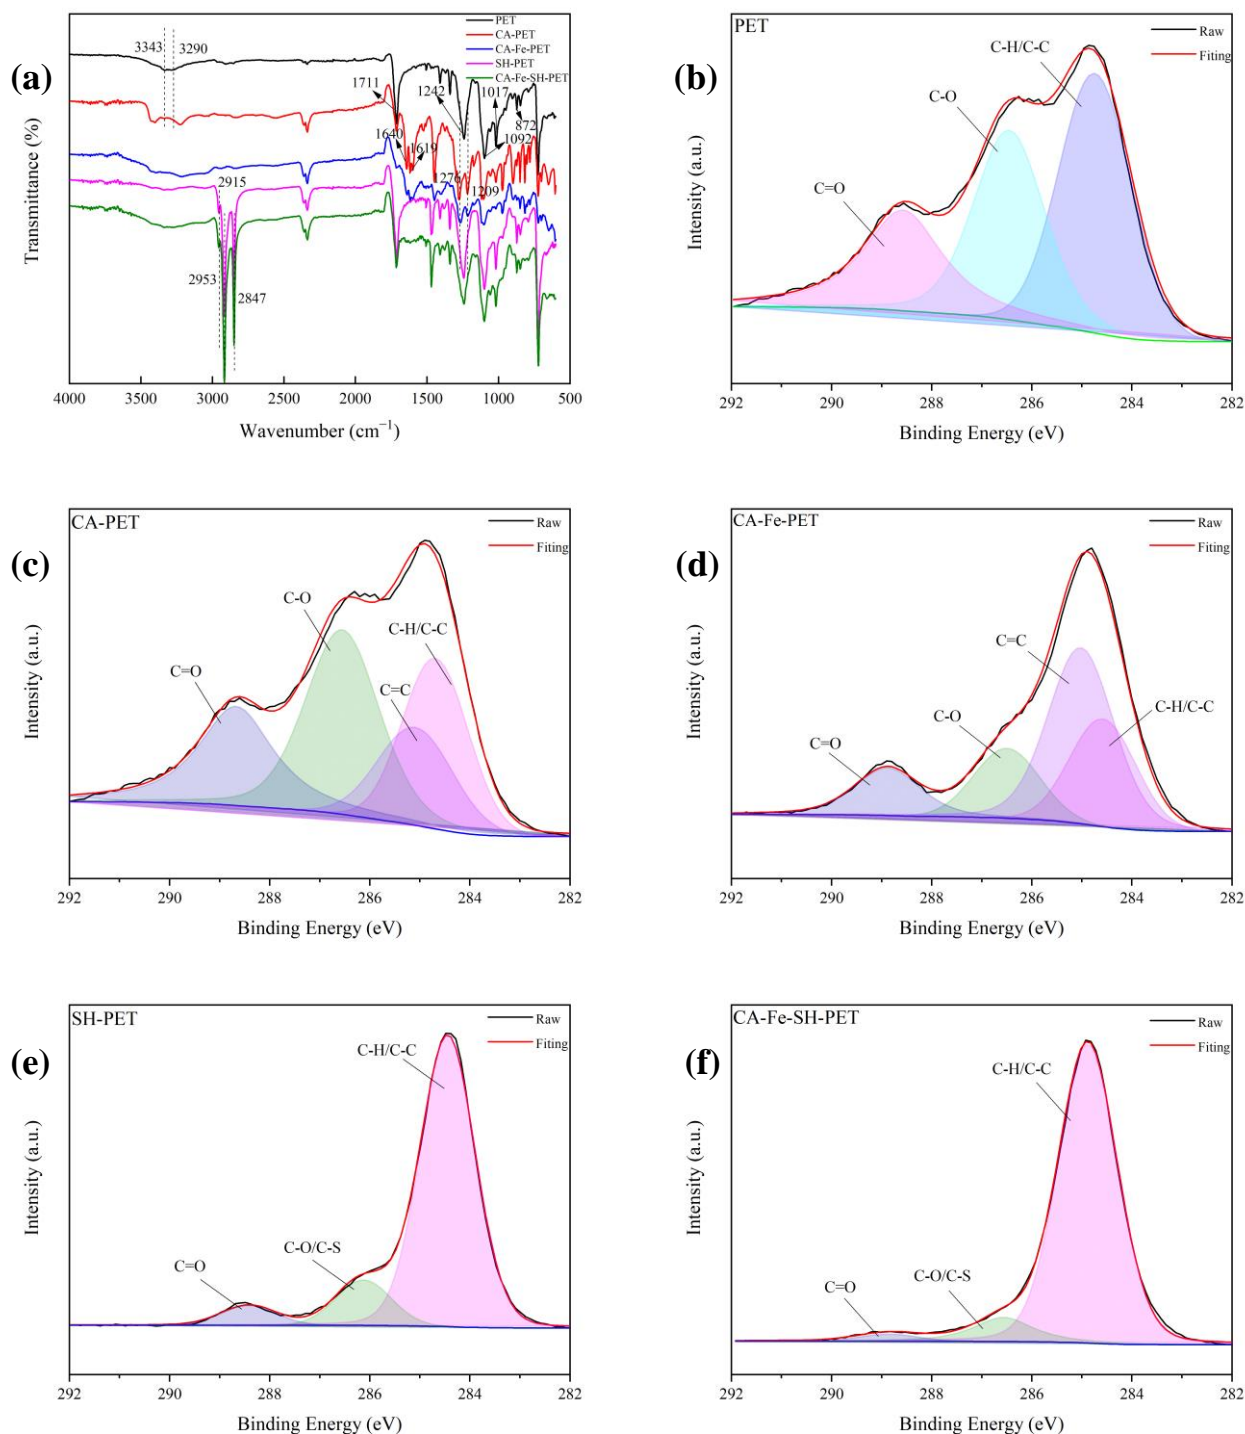 (a)
PET
CA-PET
CA-Fe-PET
SH-PET
CA-Fe-SH-PET
3343
3290
1711
1242
1017
872
1640
1619
1092
1276
1209
2915
2953
2847
Transmittance (%)
4000 3500 3000 2500 2000 1500 1000 500
Wavenumber (cm⁻¹)
(b)
PET
Raw
Fiting
C-H/C-C
C-O
C=O
Intensity (a.u.)
292 290 288 286 284 282
Binding Energy (eV)
(c)
CA-PET
Raw
Fiting
C-O
C-H/C-C
C=O
C=C
Intensity (a.u.)
292 290 288 286 284 282
Binding Energy (eV)
(d)
CA-Fe-PET
Raw
Fiting
C=C
C-H/C-C
C-O
C=O
Intensity (a.u.)
292 290 288 286 284 282
Binding Energy (eV)
(e)
SH-PET
Raw
Fiting
C-H/C-C
C-O/C-S
C=O
Intensity (a.u.)
292 290 288 286 284 282
Binding Energy (eV)
(f)
CA-Fe-SH-PET
Raw
Fiting
C-H/C-C
C-O/C-S
C=O
Intensity (a.u.)
292 290 288 286 284 282
Binding Energy (eV)